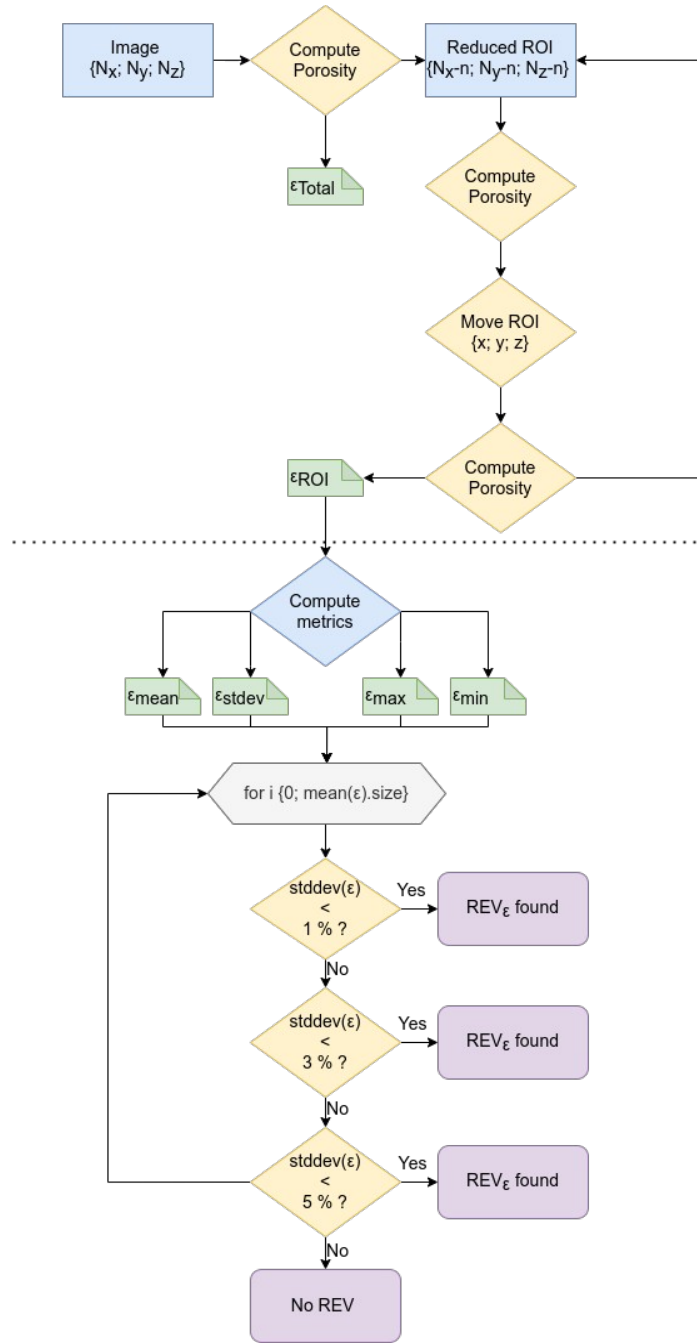 Image
{Nx; Ny; Nz}
Compute
Porosity
Reduced ROI
{Nx-n; Ny-n; Nz-n}
εTotal
Compute
Porosity
Move ROI
{x; y; z}
εROI
Compute
Porosity
Compute
metrics
εmean
εstdev
εmax
εmin
for i {0; mean(ε).size}
stddev(ε)
<
1 % ?
Yes
REVε found
No
stddev(ε)
<
3 % ?
Yes
REVε found
No
stddev(ε)
<
5 % ?
Yes
REVε found
No
No REV